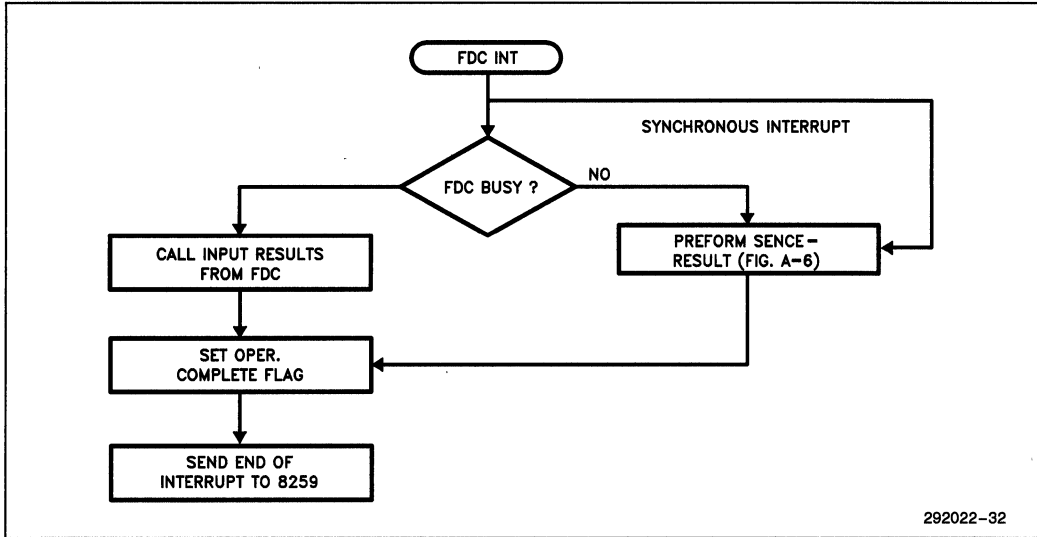 FDC INT
SYNCHRONOUS INTERRUPT
FDC BUSY ?
NO
CALL INPUT RESULTS
FROM FDC
PREFORM SENCE-
RESULT (FIG. A-6)
SET OPER.
COMPLETE FLAG
SEND END OF
INTERRUPT TO 8259
292022-32